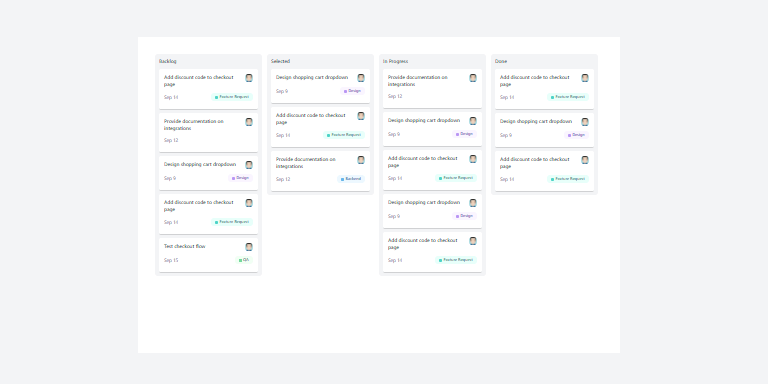 Backlog
Add discount code to checkout
page
Sep 14
Feature Request
Provide documentation on
integrations
Sep 12
Design shopping cart dropdown
Sep 9
Design
Add discount code to checkout
page
Sep 14
Feature Request
Test checkout flow
Sep 15
QA
Selected
Design shopping cart dropdown
Sep 9
Design
Add discount code to checkout
page
Sep 14
Feature Request
Provide documentation on
integrations
Sep 12
Backend
In Progress
Provide documentation on
integrations
Sep 12
Design shopping cart dropdown
Sep 9
Design
Add discount code to checkout
page
Sep 14
Feature Request
Design shopping cart dropdown
Sep 9
Design
Add discount code to checkout
page
Sep 14
Feature Request
Done
Add discount code to checkout
page
Sep 14
Feature Request
Design shopping cart dropdown
Sep 9
Design
Add discount code to checkout
page
Sep 14
Feature Request